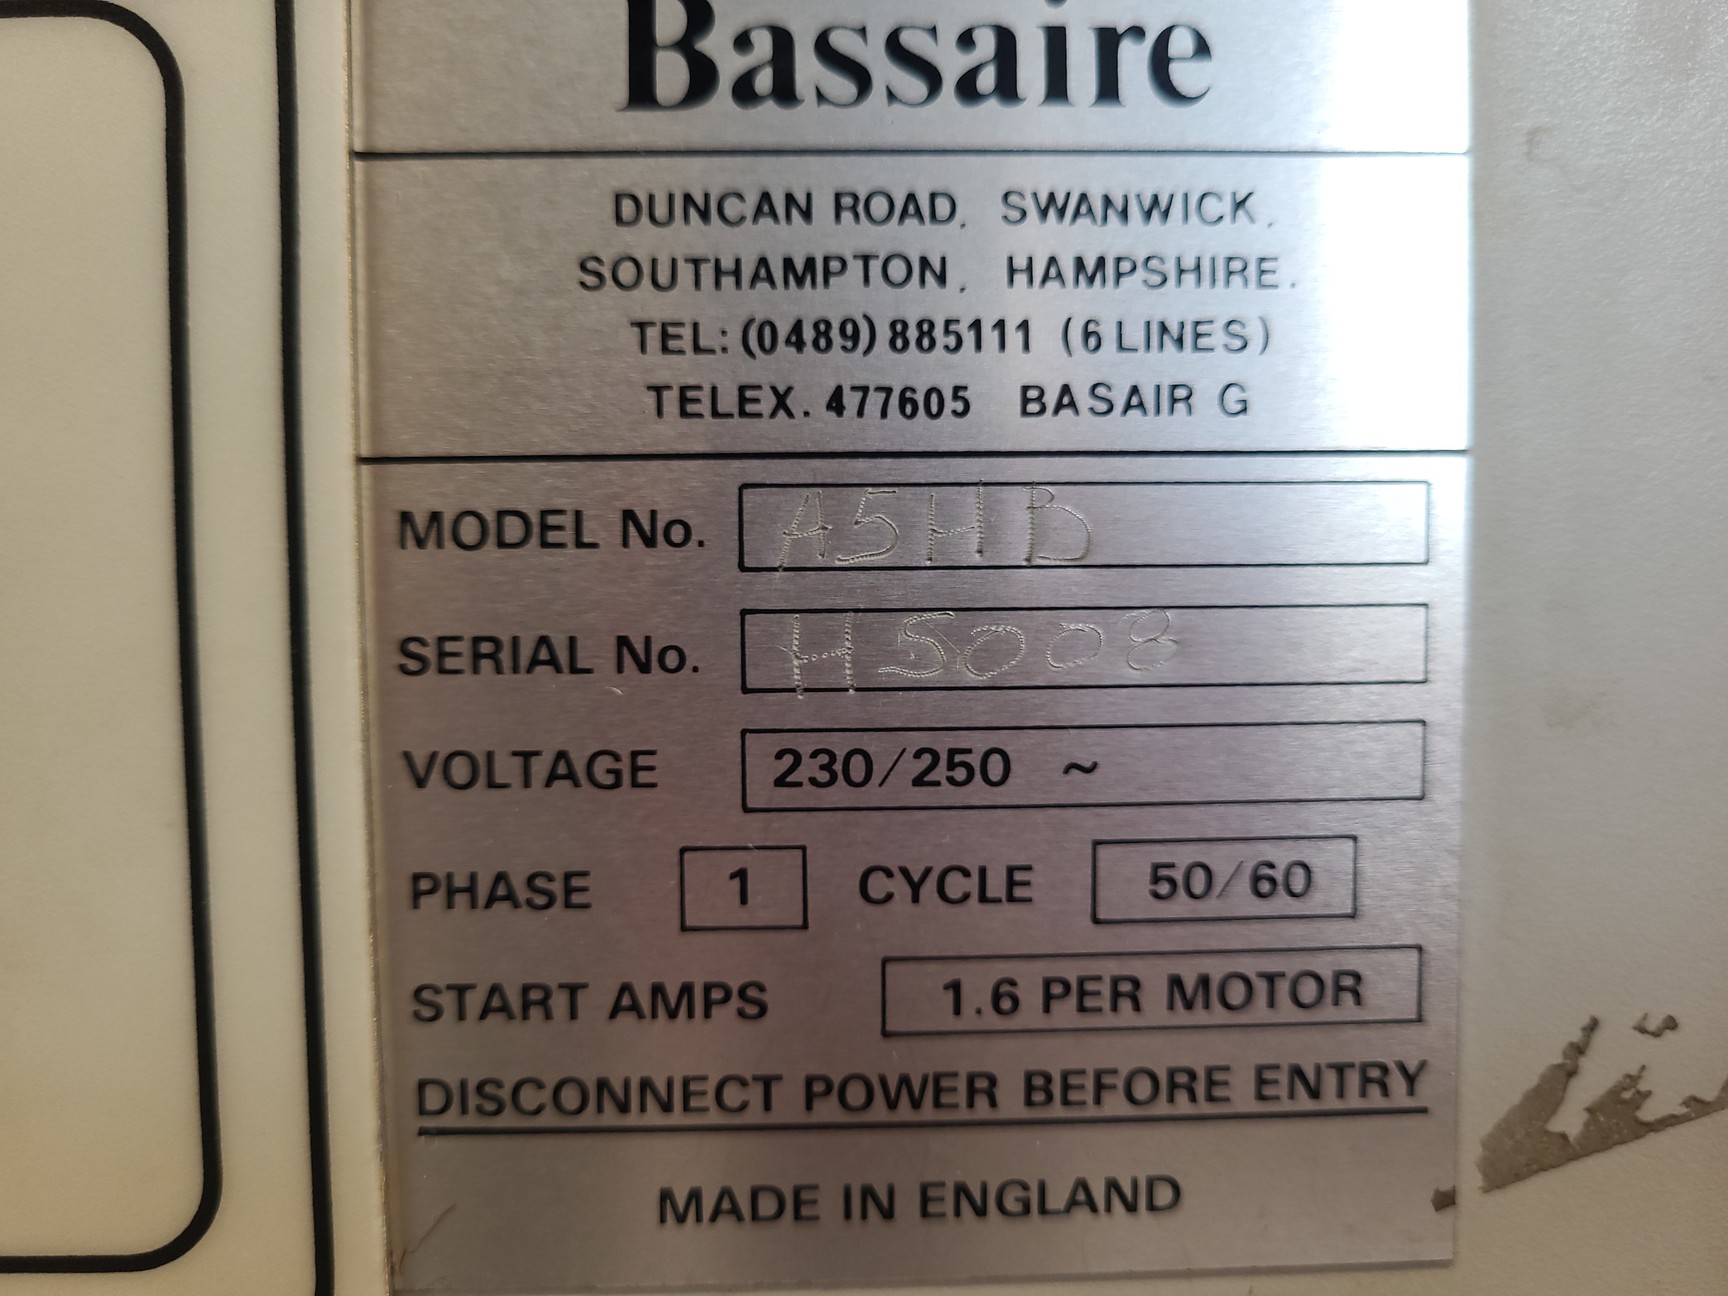 Bassaire
DUNCAN ROAD, SWANWICK,
SOUTHAMPTON, HAMPSHIRE.
TEL: (0489) 885111 (6 LINES)
TELEX. 477605 BASAIR G
MODEL No. A5HB
SERIAL No. H5008
VOLTAGE 230/250 ~
PHASE 1 CYCLE 50/60
START AMPS 1.6 PER MOTOR
DISCONNECT POWER BEFORE ENTRY
MADE IN ENGLAND